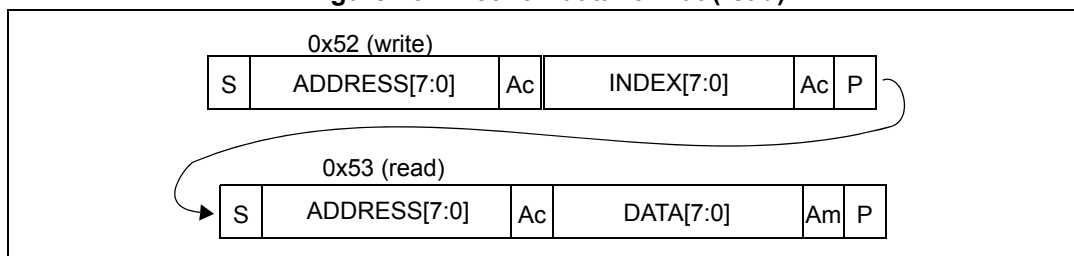 0x52 (write)
S ADDRESS[7:0] Ac INDEX[7:0] Ac P
0x53 (read)
S ADDRESS[7:0] Ac DATA[7:0] Am P